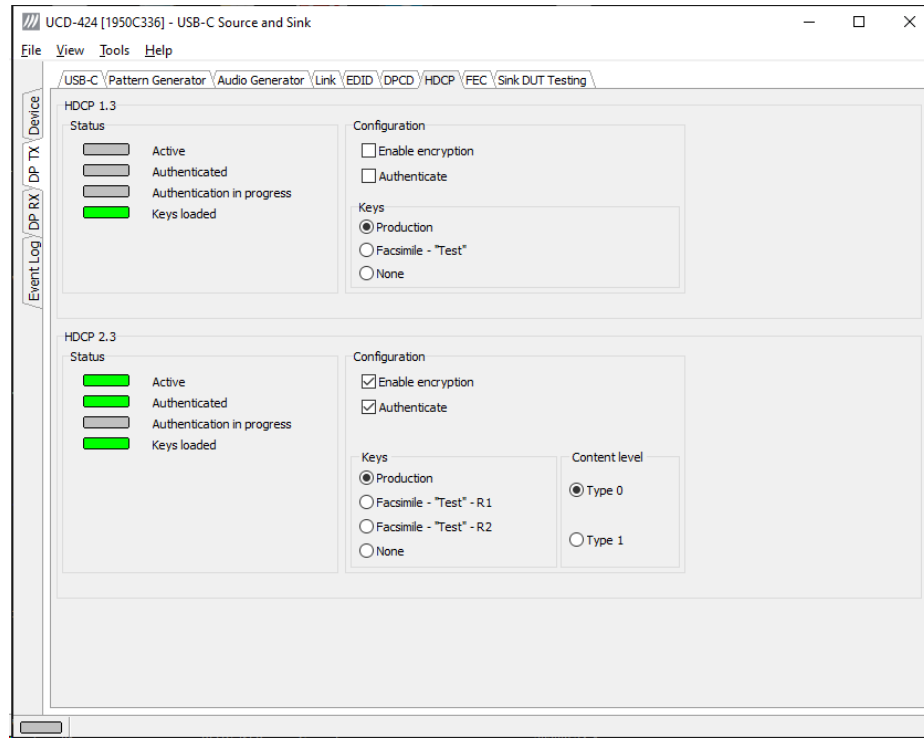 UCD-424 [1950C336] - USB-C Source and Sink
File View Tools Help
USB-C Pattern Generator Audio Generator Link EDID DPCD HDCP FEC Sink DUT Testing
Device
DP TX
DP RX
Event Log
HDCP 1.3
Status
Active
Authenticated
Authentication in progress
Keys loaded
Configuration
Enable encryption
Authenticate
Keys
Production
Facsimile - "Test"
None
HDCP 2.3
Status
Active
Authenticated
Authentication in progress
Keys loaded
Configuration
Enable encryption
Authenticate
Keys
Production
Facsimile - "Test" - R1
Facsimile - "Test" - R2
None
Content level
Type 0
Type 1